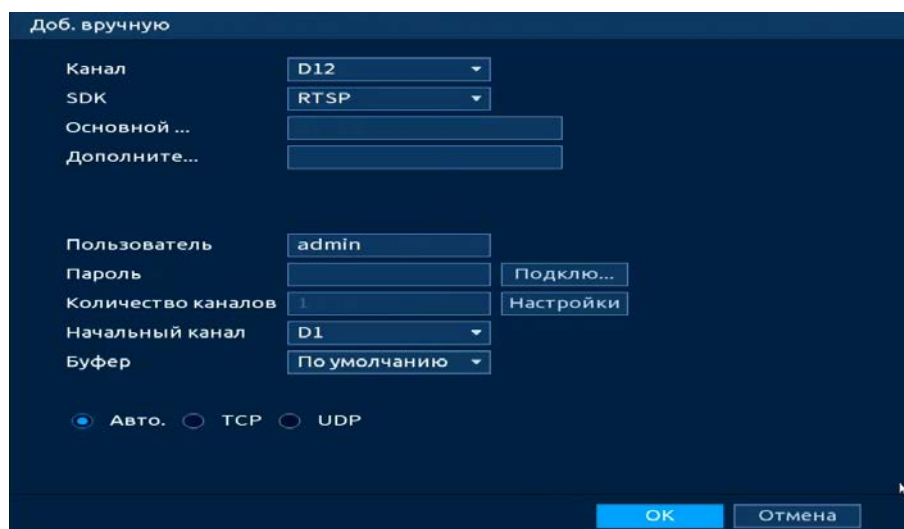 Доб. вручную
Канал D12
SDK RTSP
Основной ...
Дополните...
Пользователь admin
Пароль Подклю...
Количество каналов 1 Настройки
Начальный канал D1
Буфер По умолчанию
Авто. TCP UDP
OK Отмена